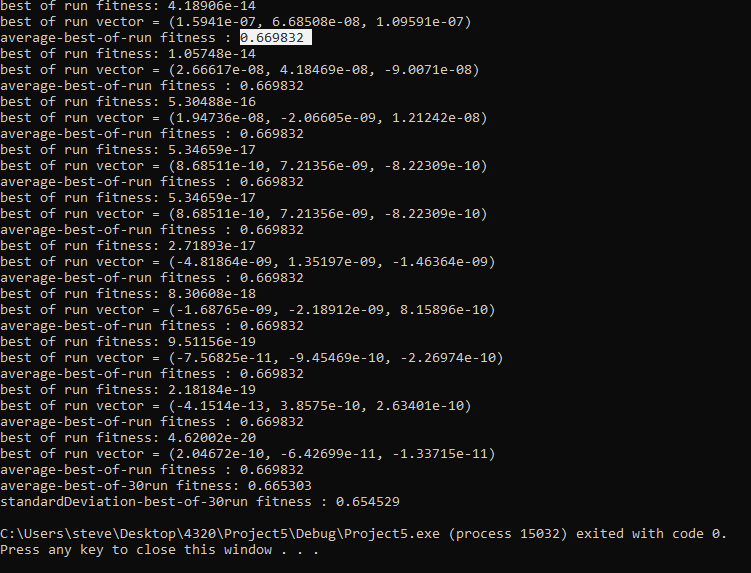 best of run fitness: 4.18906e-14
best of run vector = (1.5941e-07, 6.68508e-08, 1.09591e-07)
average-best-of-run fitness : 0.669832
best of run fitness: 1.05748e-14
best of run vector = (2.66617e-08, 4.18469e-08, -9.0071e-08)
average-best-of-run fitness : 0.669832
best of run fitness: 5.30488e-16
best of run vector = (1.94736e-08, -2.06605e-09, 1.21242e-08)
average-best-of-run fitness : 0.669832
best of run fitness: 5.34659e-17
best of run vector = (8.68511e-10, 7.21356e-09, -8.22309e-10)
average-best-of-run fitness : 0.669832
best of run fitness: 5.34659e-17
best of run vector = (8.68511e-10, 7.21356e-09, -8.22309e-10)
average-best-of-run fitness : 0.669832
best of run fitness: 2.71893e-17
best of run vector = (-4.81864e-09, 1.35197e-09, -1.46364e-09)
average-best-of-run fitness : 0.669832
best of run fitness: 8.30608e-18
best of run vector = (-1.68765e-09, -2.18912e-09, 8.15896e-10)
average-best-of-run fitness : 0.669832
best of run fitness: 9.51156e-19
best of run vector = (-7.56825e-11, -9.45469e-10, -2.26974e-10)
average-best-of-run fitness : 0.669832
best of run fitness: 2.18184e-19
best of run vector = (-4.1514e-13, 3.8575e-10, 2.63401e-10)
average-best-of-run fitness : 0.669832
best of run fitness: 4.62002e-20
best of run vector = (2.04672e-10, -6.42699e-11, -1.33715e-11)
average-best-of-run fitness : 0.669832
average-best-of-30run fitness: 0.665303
standardDeviation-best-of-30run fitness : 0.654529
C:\Users\steve\Desktop\4320\Project5\Debug\Project5.exe (process 15032) exited with code 0.
Press any key to close this window . . .